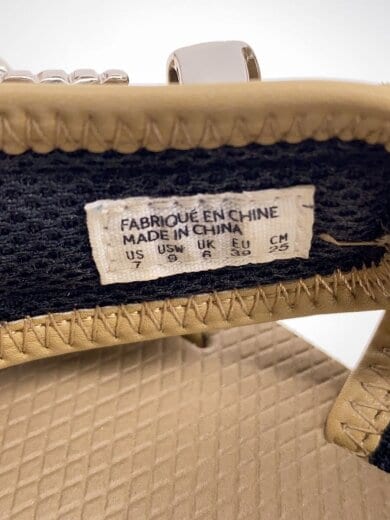 FABRIQUÉ EN CHINE
MADE IN CHINA
US USW UK EU CM
7 9 6 39 25